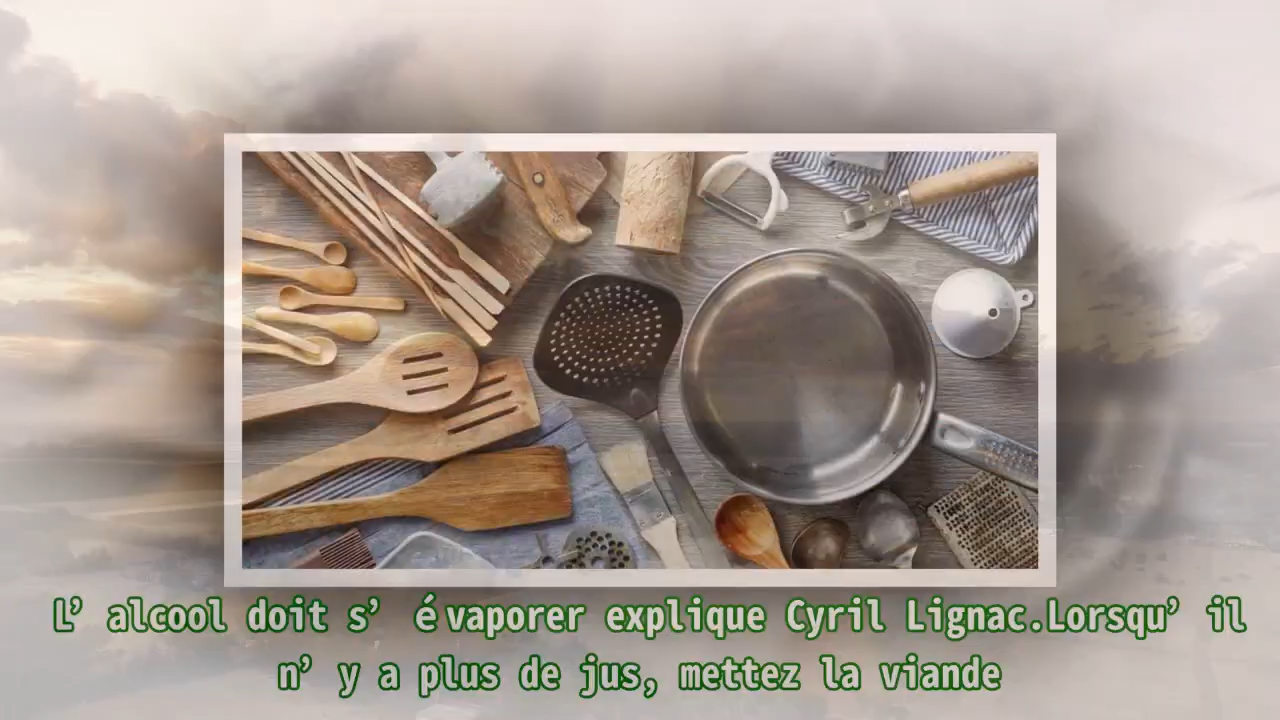 L’ alcool doit s’ évaporer explique Cyril Lignac.Lorsqu’ il
n’ y a plus de jus, mettez la viande